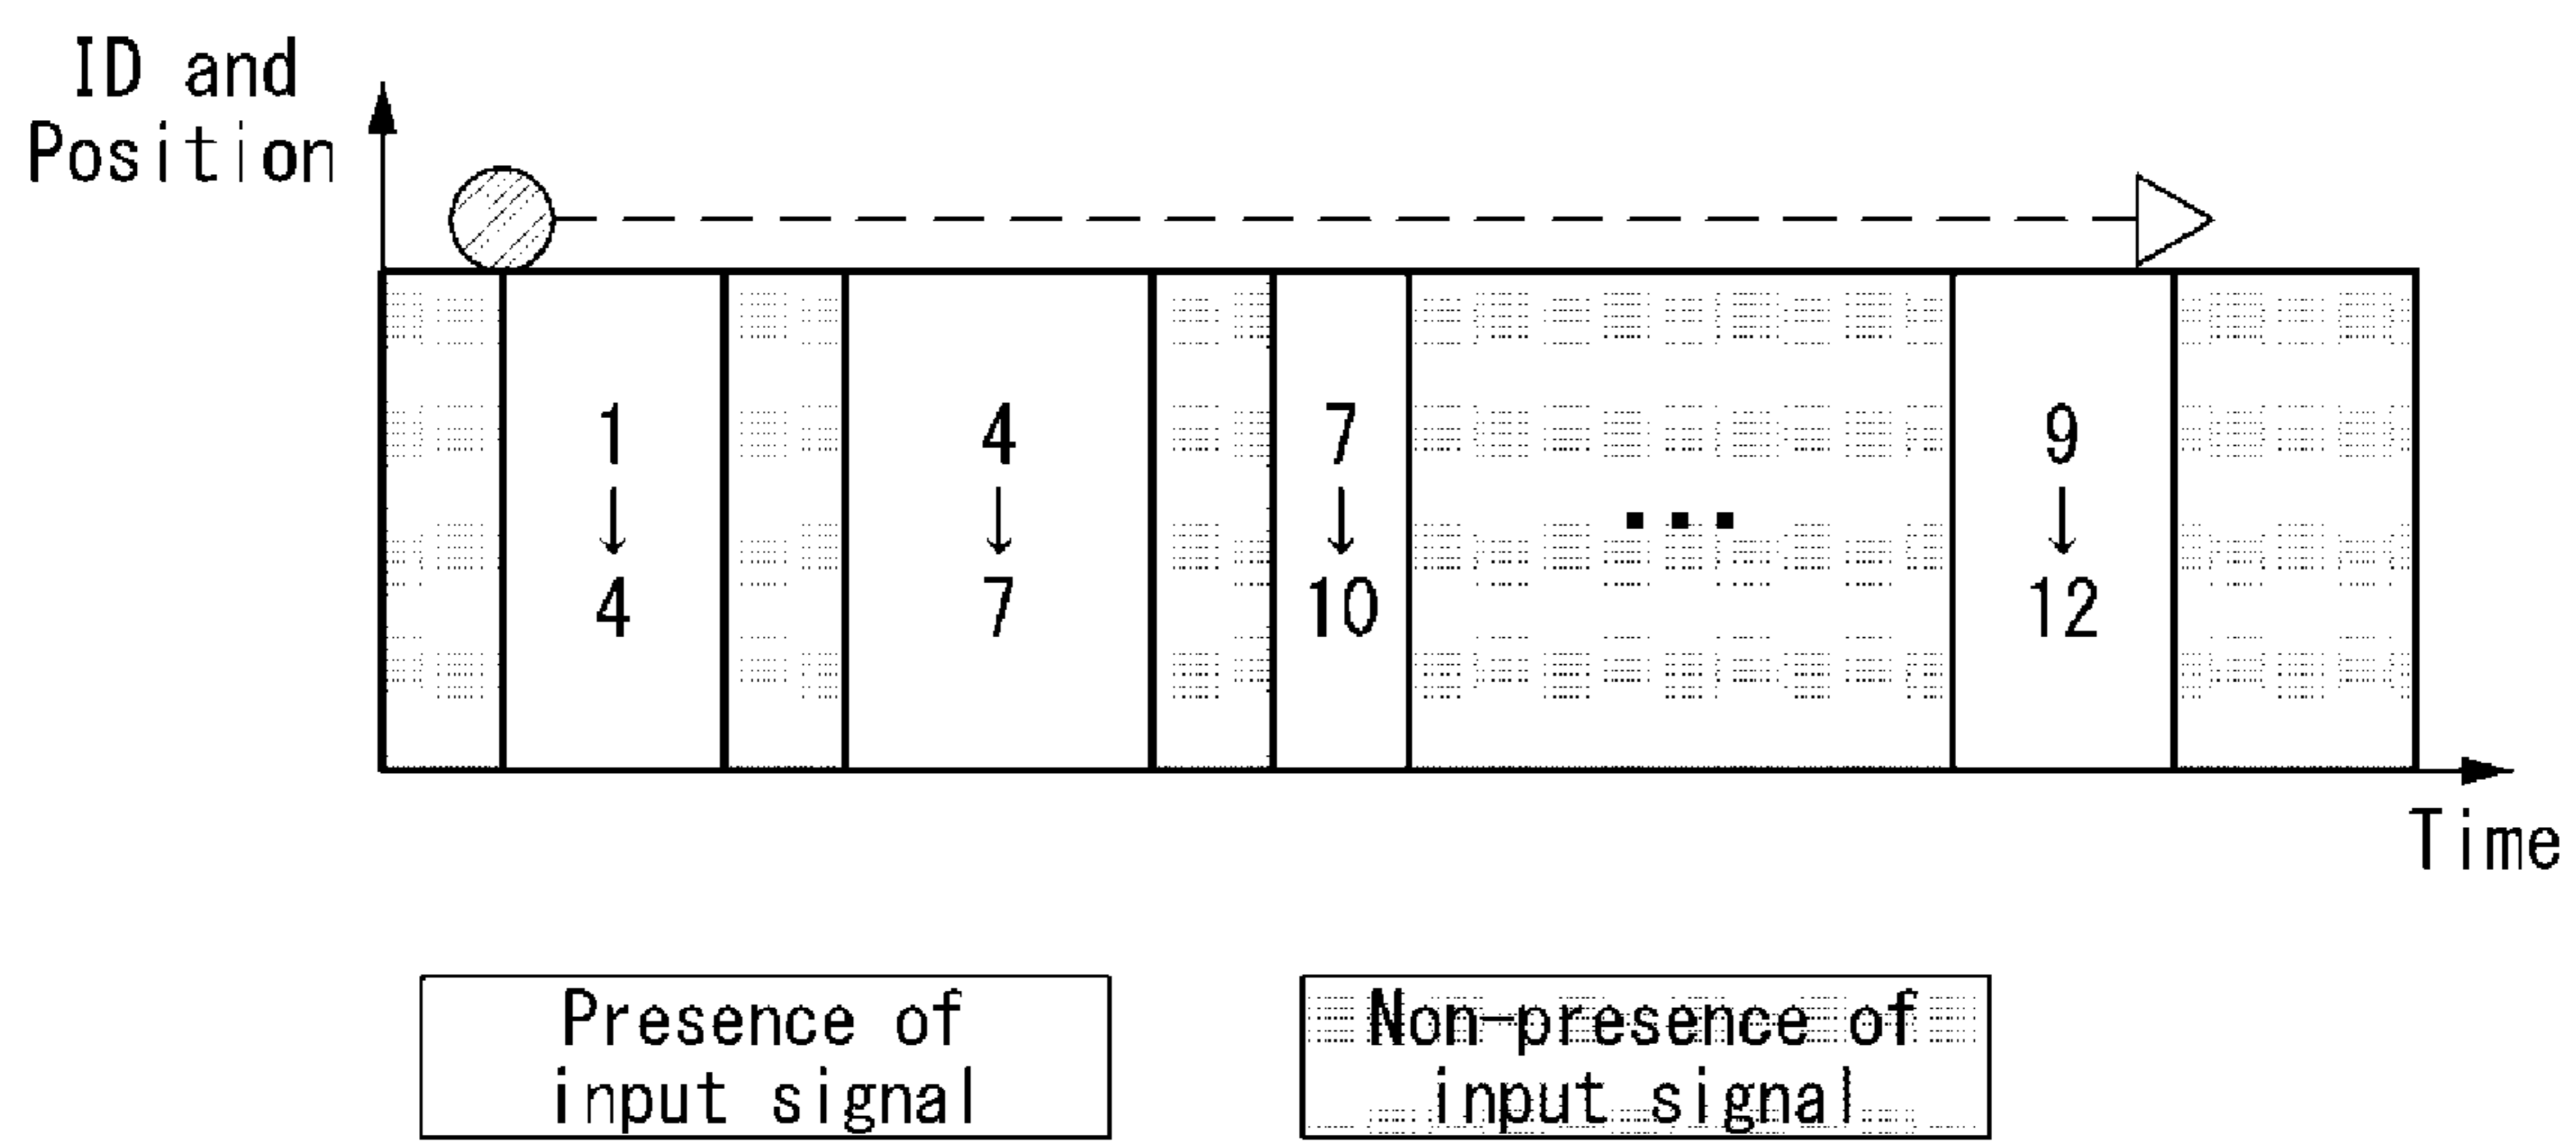 ID and
Position
1 4 7 9
↓ ↓ ↓ ... ↓
4 7 10 12
Time
Presence of
input signal
Non-presence of
input signal